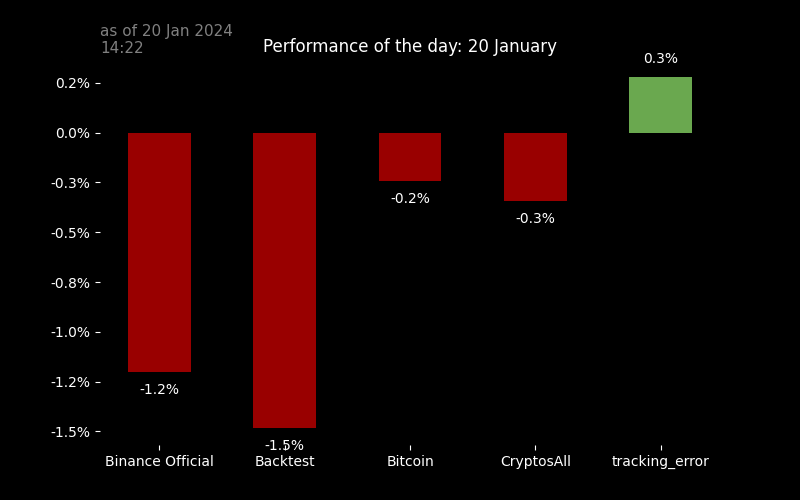 as of 20 Jan 2024
14:22
Performance of the day: 20 January
0.3%
0.2%
0.0%
-0.3%
-0.5%
-0.8%
-1.0%
-1.2%
-1.5%
-0.2%
-0.3%
-1.2%
-1.5%
Binance Official
Backtest
Bitcoin
CryptosAll
tracking_error